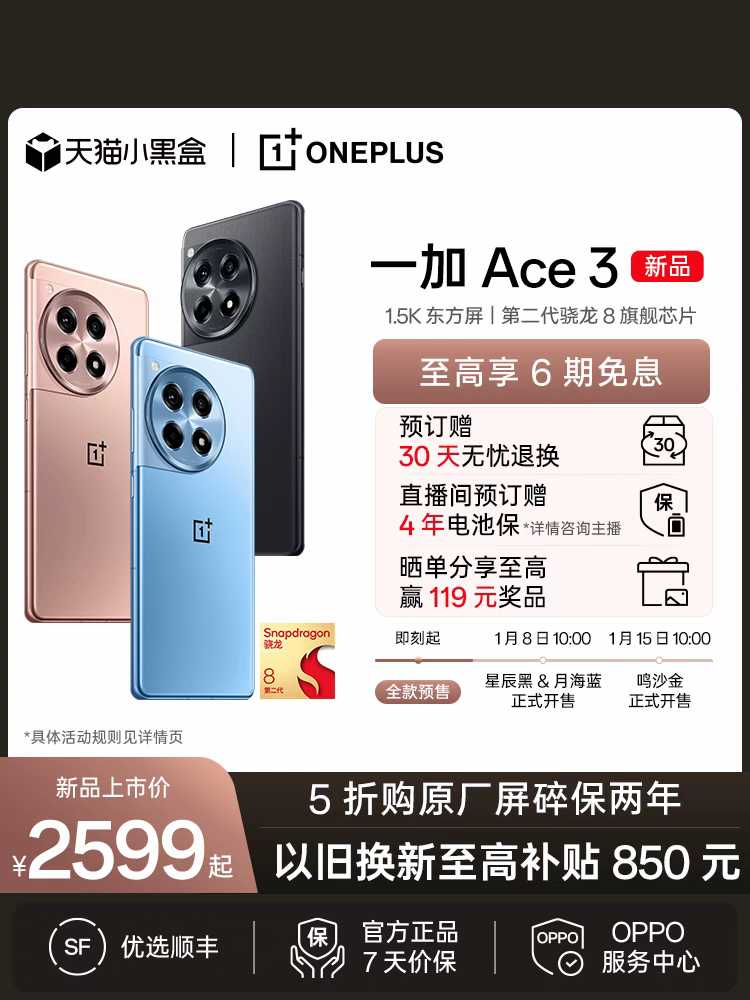 天猫小黑盒
1+ ONEPLUS
一加 Ace 3 新品
1.5K 东方屏 | 第二代骁龙 8 旗舰芯片
至高享 6 期免息
预订赠
30 天无忧退换
30
直播间预订赠
4 年电池保 *详情咨询主播
保
晒单分享至高
赢 119 元奖品
即刻起
全款预售
1 月 8 日 10:00
星辰黑 & 月海蓝
正式开售
1 月 15 日 10:00
鸣沙金
正式开售
Snapdragon
骁龙
8
第二代
*具体活动规则见详情页
新品上市价
¥2599起
5 折购原厂屏碎保两年
以旧换新至高补贴 850 元
SF 优选顺丰
保
官方正品
7 天价保
OPPO
OPPO
服务中心